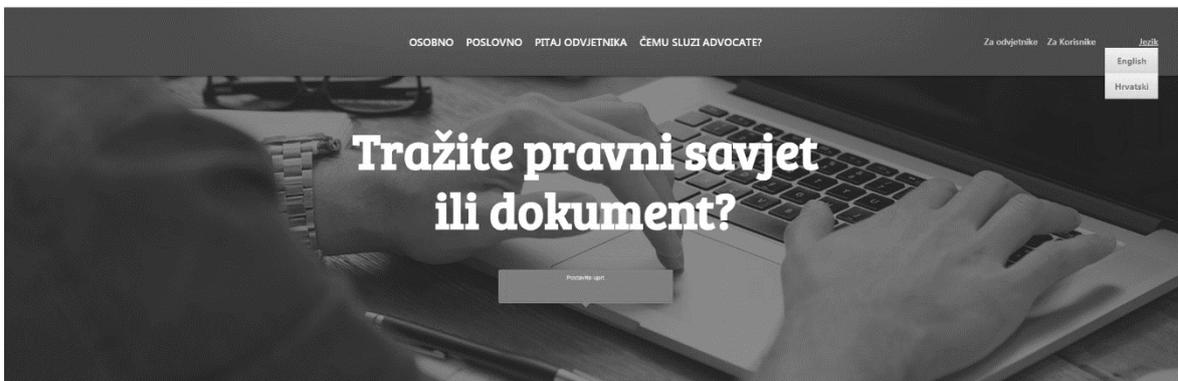 OSOBNO POSLOVNO PITAJ ODVJETNIKA ČEMU SLUZI ADVOCATE?
Za odvjetnike Za Korisnike Jezik
English
Hrvatski
Tražite pravni savjet
ili dokument?
Postavite upit